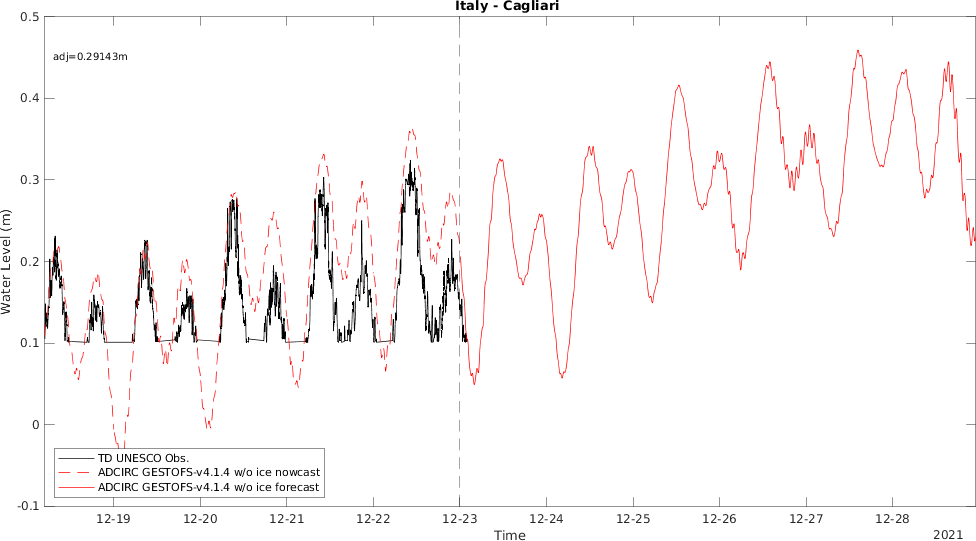 Italy - Cagliari
0.5
adj=0.29143m
0.4
0.3
0.2
0.1
0
-0.1
Water Level (m)
TD UNESCO Obs.
ADCIRC GESTOFS-v4.1.4 w/o ice nowcast
ADCIRC GESTOFS-v4.1.4 w/o ice forecast
12-19 12-20 12-21 12-22 12-23 12-24 12-25 12-26 12-27 12-28
Time
2021